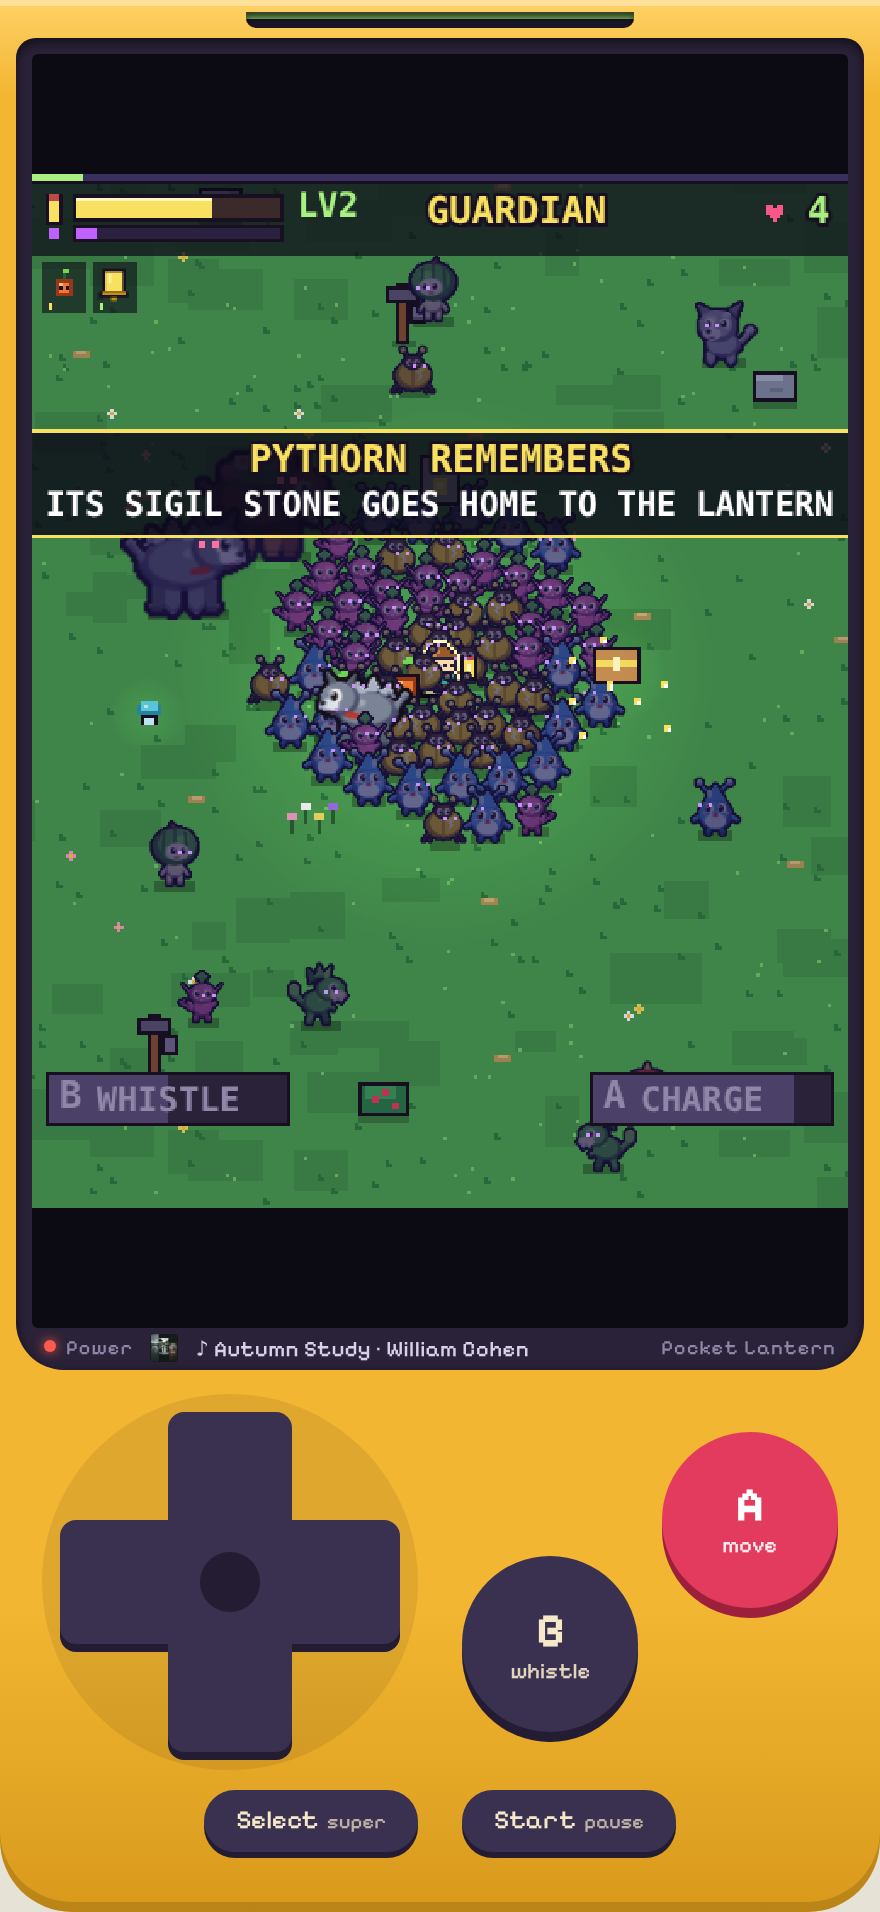 LV2 GUARDIAN 4
PYTHORN REMEMBERS
ITS SIGIL STONE GOES HOME TO THE LANTERN
B WHISTLE
A CHARGE
Power ♪ Autumn Study · William Cohen Pocket Lantern
A
move
B
whistle
Select super
Start pause